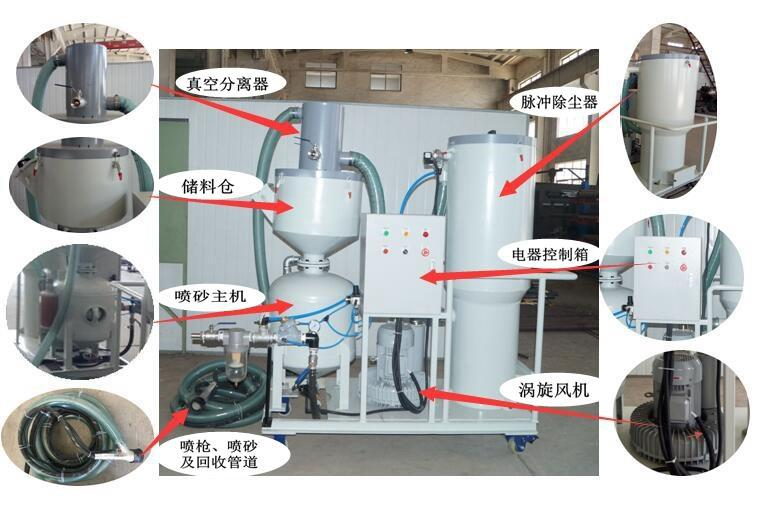 真空分离器
脉冲除尘器
储料仓
电器控制箱
喷砂主机
涡旋风机
喷枪、喷砂
及回收管道